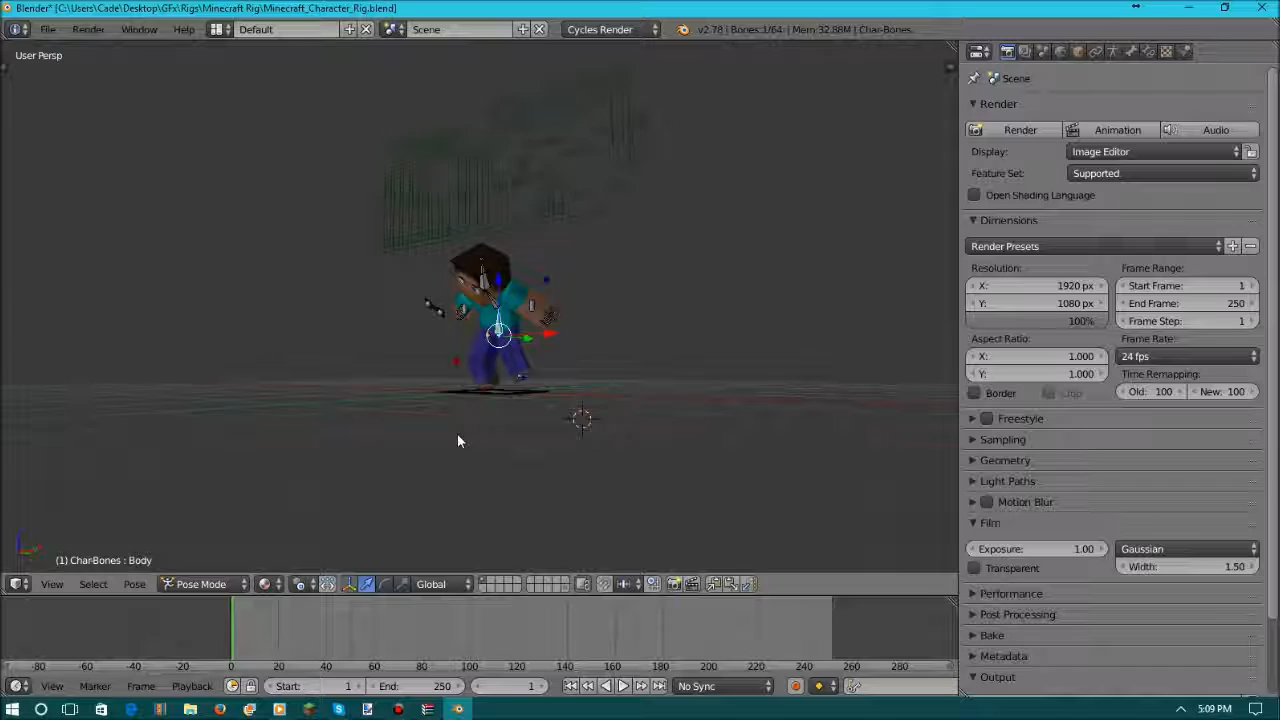 Blender* [C:\Users\Cade\Desktop\GFx\Rigs\Minecraft Rig\Minecraft_Character_Rig.blend]
File Render Window Help Default Scene Cycles Render v2.78 | Bones:1/64 | Mem:32.88M | Char-Bones.
User Persp
Scene
Render
Render Animation Audio
Display: Image Editor
Feature Set: Supported
Open Shading Language
Dimensions
Render Presets
Resolution: Frame Range:
X: 1920 px Start Frame: 1
Y: 1080 px End Frame: 250
100% Frame Step: 1
Aspect Ratio: Frame Rate:
X: 1.000 24 fps
Y: 1.000 Time Remapping:
Border Crop Old: 100 New: 100
Freestyle
Sampling
Geometry
Light Paths
Motion Blur
Film
Exposure: 1.00 Gaussian
Transparent Width: 1.50
Performance
Post Processing
Bake
Metadata
Output
(1) Char-Bones : Body
View Select Pose Pose Mode Global
-80 -60 -40 -20 0 20 40 60 80 100 120 140 160 180 200 220 240 260 280
View Marker Frame Playback Start: 1 End: 250 1 No Sync
5:09 PM